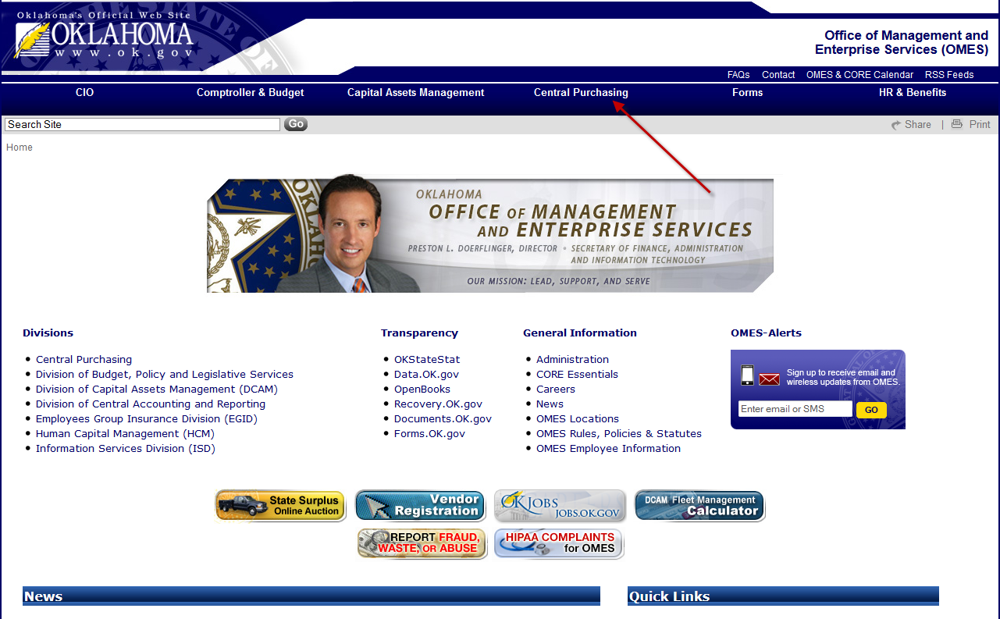 Oklahoma's Official Web Site
OKLAHOMA
www.ok.gov
Office of Management and
Enterprise Services (OMES)
FAQs Contact OMES & CORE Calendar RSS Feeds
CIO Comptroller & Budget Capital Assets Management Central Purchasing Forms HR & Benefits
Search Site Go Share | Print
Home
OKLAHOMA
OFFICE OF MANAGEMENT
AND ENTERPRISE SERVICES
PRESTON L. DOERFLINGER, DIRECTOR • SECRETARY OF FINANCE, ADMINISTRATION
AND INFORMATION TECHNOLOGY
OUR MISSION: LEAD, SUPPORT, AND SERVE
Divisions
Central Purchasing
Division of Budget, Policy and Legislative Services
Division of Capital Assets Management (DCAM)
Division of Central Accounting and Reporting
Employees Group Insurance Division (EGID)
Human Capital Management (HCM)
Information Services Division (ISD)
Transparency
OKStateStat
Data.OK.gov
OpenBooks
Recovery.OK.gov
Documents.OK.gov
Forms.OK.gov
General Information
Administration
CORE Essentials
Careers
News
OMES Locations
OMES Rules, Policies & Statutes
OMES Employee Information
OMES-Alerts
Sign up to receive email and
wireless updates from OMES.
Enter email or SMS GO
State Surplus
Online Auction
Vendor
Registration
OK JOBS
JOBS.OK.GOV
DCAM Fleet Management
Calculator
REPORT FRAUD,
WASTE, OR ABUSE
HIPAA COMPLAINTS
for OMES
News
Quick Links